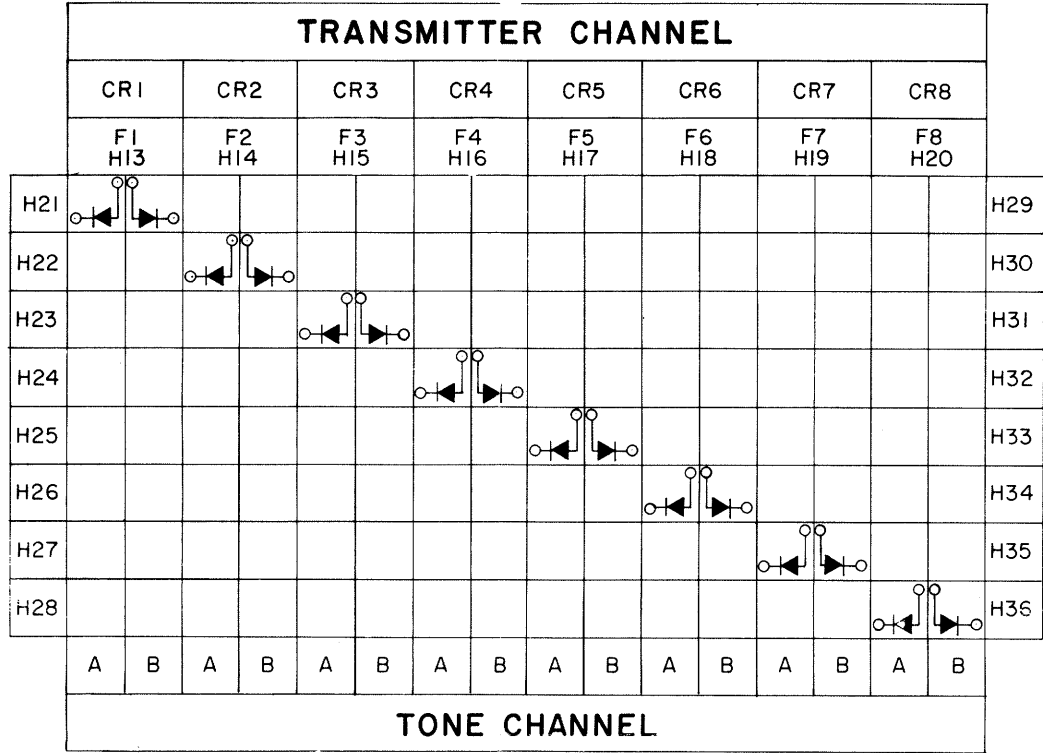 TRANSMITTER CHANNEL
CR1 CR2 CR3 CR4 CR5 CR6 CR7 CR8
F1 F2 F3 F4 F5 F6 F7 F8
H13 H14 H15 H16 H17 H18 H19 H20
H21 H29
H22 H30
H23 H31
H24 H32
H25 H33
H26 H34
H27 H35
H28 H36
A B A B A B A B A B A B A B A B
TONE CHANNEL